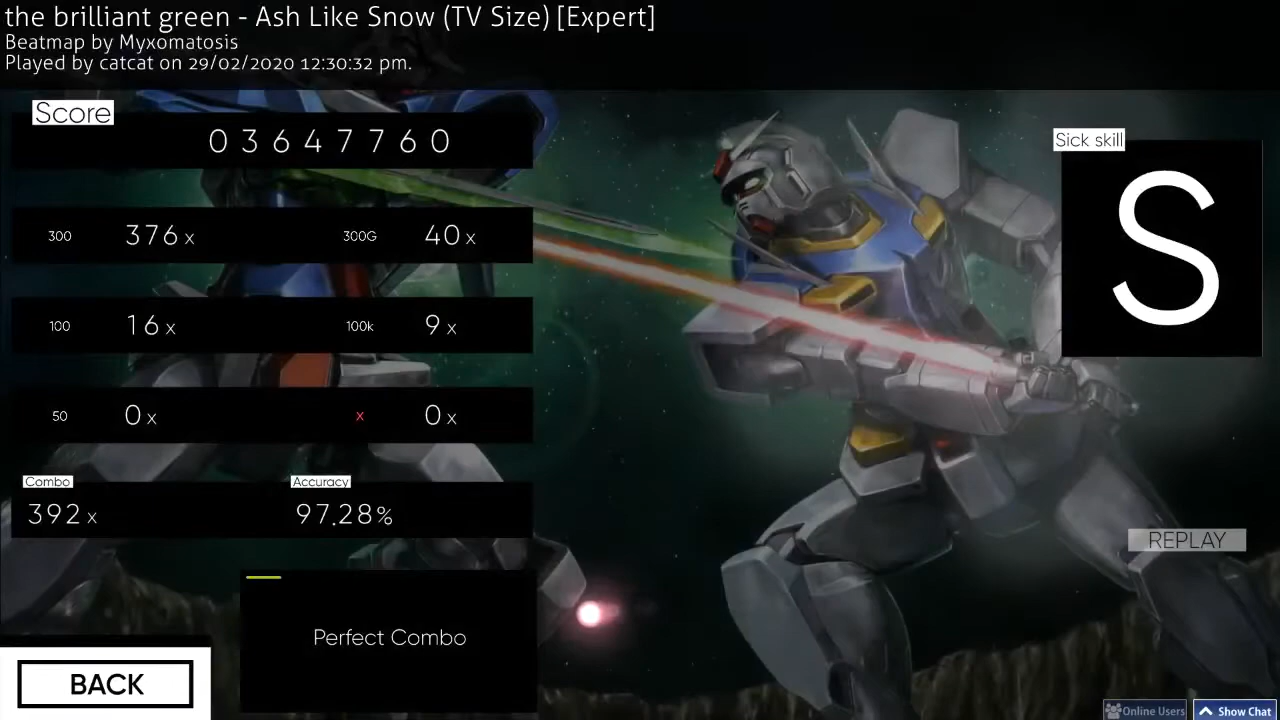 the brilliant green - Ash Like Snow (TV Size) [Expert]
Beatmap by Myxomatosis
Played by catcat on 29/02/2020 12:30:32 pm.
Score
03647760
Sick skill
S
300 376x 300G 40x
100 16x 100k 9x
50 0x x 0x
Combo Accuracy
392x 97.28%
REPLAY
Perfect Combo
BACK
Online Users Show Chat